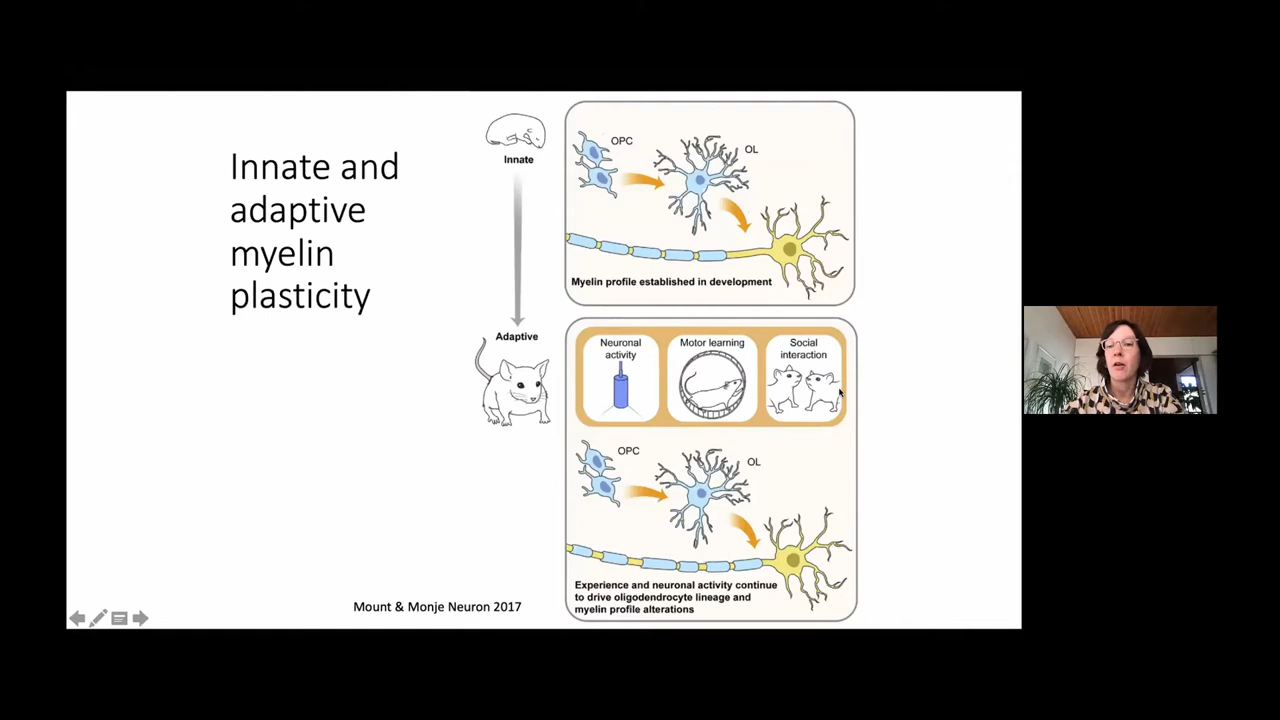 Innate and
adaptive
myelin
plasticity
Innate
OPC
OL
Myelin profile established in development
Adaptive
Neuronal
activity
Motor learning
Social
interaction
OPC
OL
Experience and neuronal activity continue
to drive oligodendrocyte lineage and
myelin profile alterations
Mount & Monje Neuron 2017